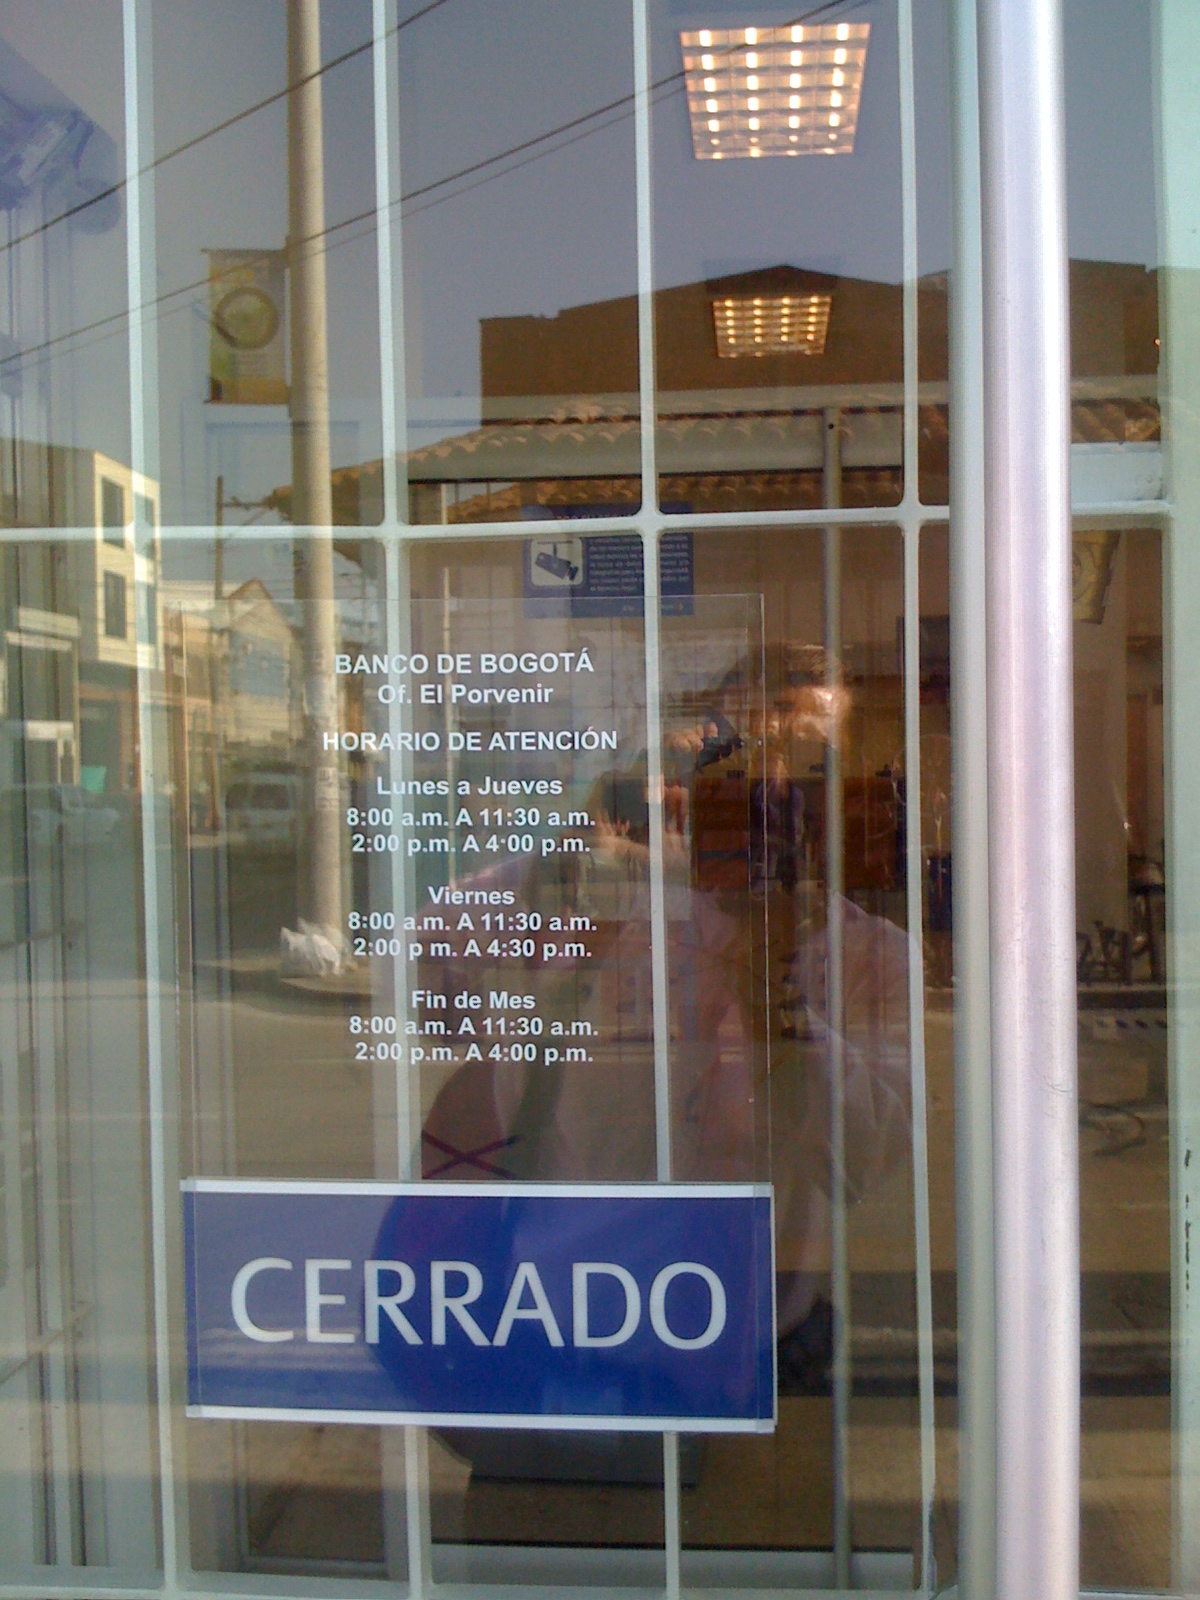 BANCO DE BOGOTÁ
Of. El Porvenir
HORARIO DE ATENCIÓN
Lunes a Jueves
8:00 a.m. A 11:30 a.m.
2:00 p.m. A 4:00 p.m.
Viernes
8:00 a.m. A 11:30 a.m.
2:00 p m. A 4:30 p.m.
Fin de Mes
8:00 a.m. A 11:30 a.m.
2:00 p.m. A 4:00 p.m.
CERRADO